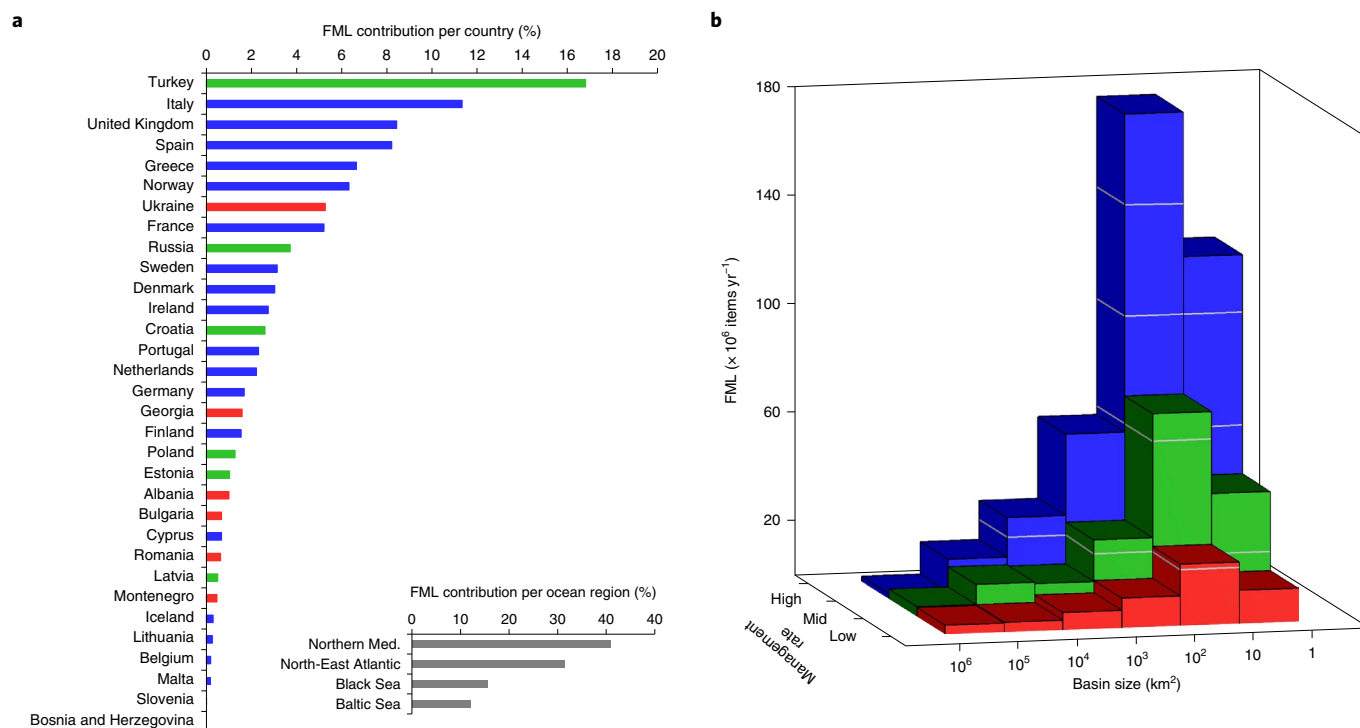 a
FML contribution per country (%)
0 2 4 6 8 10 12 14 16 18 20
Turkey
Italy
United Kingdom
Spain
Greece
Norway
Ukraine
France
Russia
Sweden
Denmark
Ireland
Croatia
Portugal
Netherlands
Germany
Georgia
Finland
Poland
Estonia
Albania
Bulgaria
Cyprus
Romania
Latvia
Montenegro
Iceland
Lithuania
Belgium
Malta
Slovenia
Bosnia and Herzegovina
FML contribution per ocean region (%)
0 10 20 30 40 40
Northern Med.
North-East Atlantic
Black Sea
Baltic Sea
b
180
140
100
60
20
FML (× 10⁶ items yr⁻¹)
High
Mid
Low
Management
rate
10⁶ 10⁵ 10⁴ 10³ 10² 10 1
Basin size (km²)